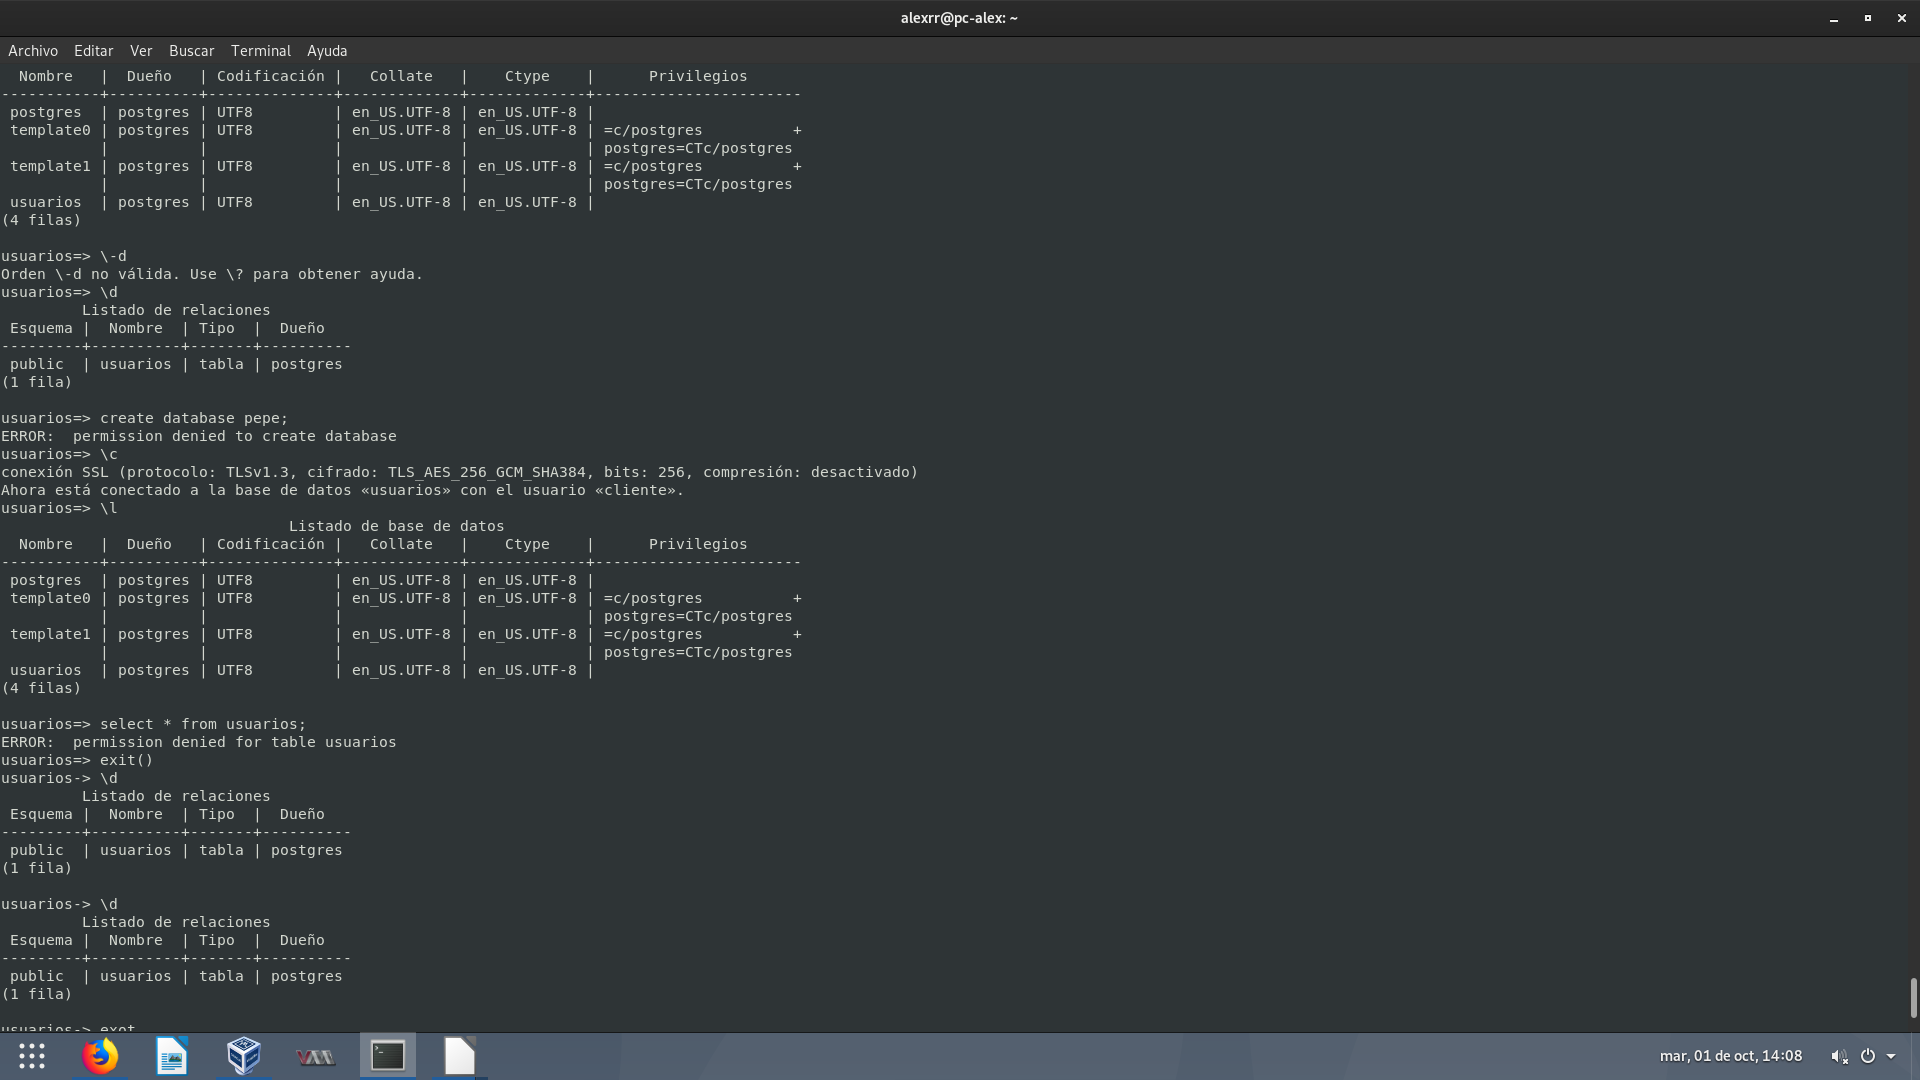 alexrr@pc-alex: ~
Archivo Editar Ver Buscar Terminal Ayuda
  Nombre   |  Dueño   | Codificación |   Collate   |    Ctype    |      Privilegios
-----------+----------+--------------+-------------+-------------+-----------------------
 postgres  | postgres | UTF8         | en_US.UTF-8 | en_US.UTF-8 |
 template0 | postgres | UTF8         | en_US.UTF-8 | en_US.UTF-8 | =c/postgres          +
           |          |              |             |             | postgres=CTc/postgres
 template1 | postgres | UTF8         | en_US.UTF-8 | en_US.UTF-8 | =c/postgres          +
           |          |              |             |             | postgres=CTc/postgres
 usuarios  | postgres | UTF8         | en_US.UTF-8 | en_US.UTF-8 |
(4 filas)

usuarios=> \-d
Orden \-d no válida. Use \? para obtener ayuda.
usuarios=> \d
         Listado de relaciones
 Esquema |  Nombre  | Tipo  |  Dueño
---------+----------+-------+----------
 public  | usuarios | tabla | postgres
(1 fila)

usuarios=> create database pepe;
ERROR:  permission denied to create database
usuarios=> \c
conexión SSL (protocolo: TLSv1.3, cifrado: TLS_AES_256_GCM_SHA384, bits: 256, compresión: desactivado)
Ahora está conectado a la base de datos «usuarios» con el usuario «cliente».
usuarios=> \l
                                Listado de base de datos
  Nombre   |  Dueño   | Codificación |   Collate   |    Ctype    |      Privilegios
-----------+----------+--------------+-------------+-------------+-----------------------
 postgres  | postgres | UTF8         | en_US.UTF-8 | en_US.UTF-8 |
 template0 | postgres | UTF8         | en_US.UTF-8 | en_US.UTF-8 | =c/postgres          +
           |          |              |             |             | postgres=CTc/postgres
 template1 | postgres | UTF8         | en_US.UTF-8 | en_US.UTF-8 | =c/postgres          +
           |          |              |             |             | postgres=CTc/postgres
 usuarios  | postgres | UTF8         | en_US.UTF-8 | en_US.UTF-8 |
(4 filas)

usuarios=> select * from usuarios;
ERROR:  permission denied for table usuarios
usuarios=> exit()
usuarios-> \d
         Listado de relaciones
 Esquema |  Nombre  | Tipo  |  Dueño
---------+----------+-------+----------
 public  | usuarios | tabla | postgres
(1 fila)

usuarios-> \d
         Listado de relaciones
 Esquema |  Nombre  | Tipo  |  Dueño
---------+----------+-------+----------
 public  | usuarios | tabla | postgres
(1 fila)

usuarios-> exot
mar, 01 de oct, 14:08